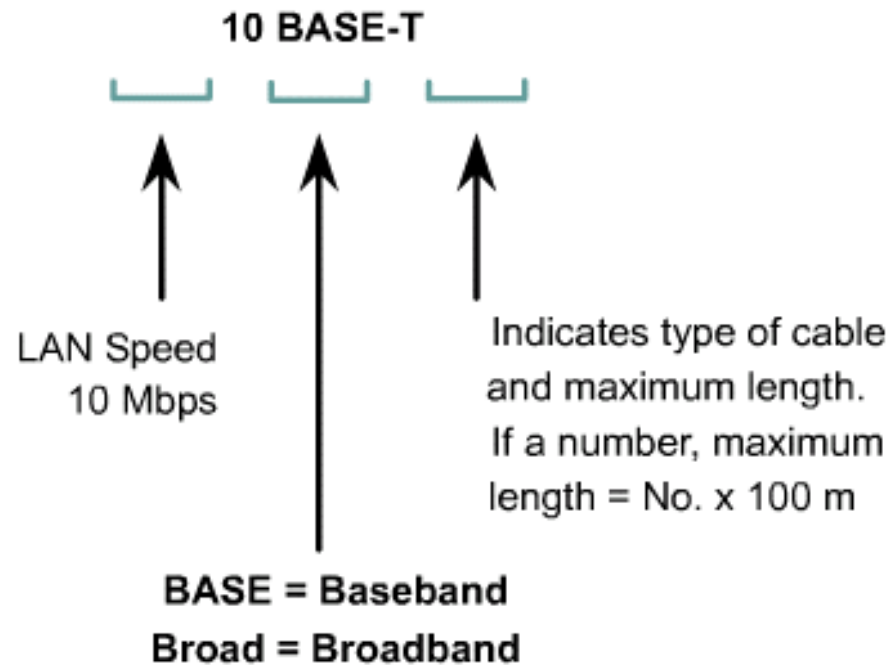 10 BASE-T
LAN Speed
10 Mbps
Indicates type of cable
and maximum length.
If a number, maximum
length = No. x 100 m
BASE = Baseband
Broad = Broadband